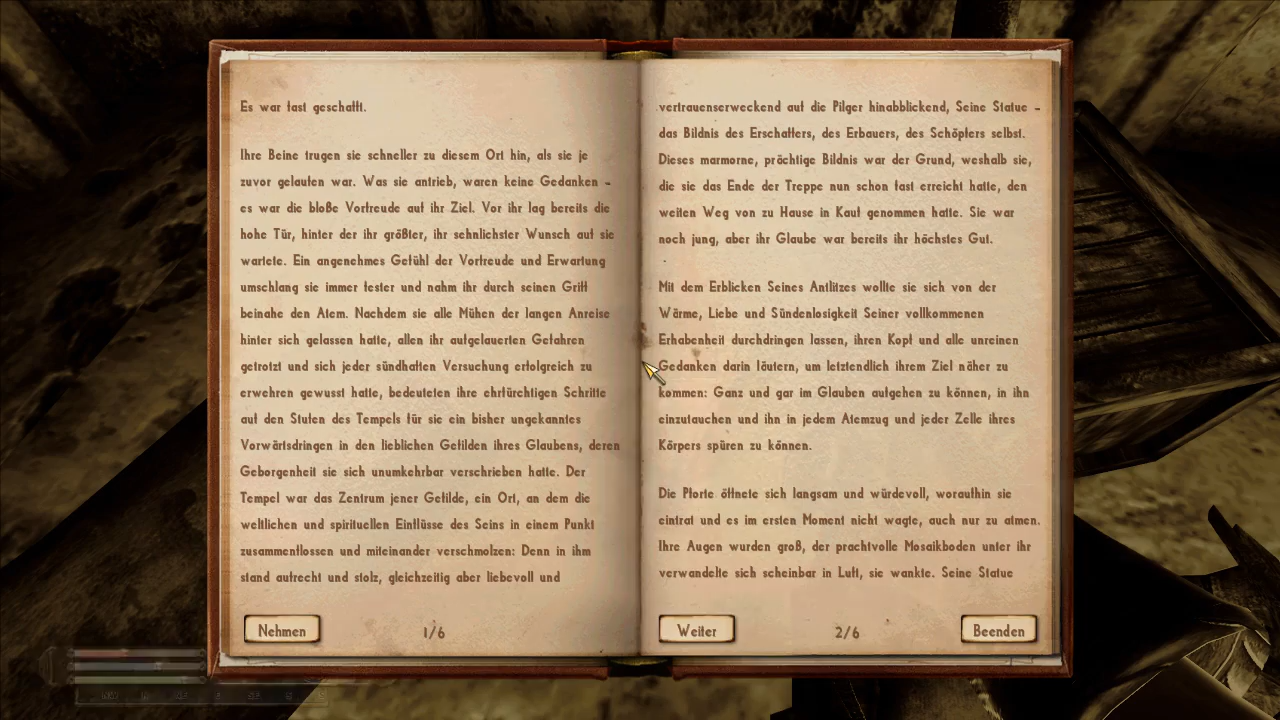 Es war fast geschafft.
Ihre Beine trugen sie schneller zu diesem Ort hin, als sie je
zuvor gelaufen war. Was sie antrieb, waren keine Gedanken -
es war die bloße Vorfreude auf ihr Ziel. Vor ihr lag bereits die
hohe Tür, hinter der ihr größter, ihr sehnlichster Wunsch auf sie
wartete. Ein angenehmes Gefühl der Vorfreude und Erwartung
umschlang sie immer fester und nahm ihr durch seinen Griff
beinahe den Atem. Nachdem sie alle Mühen der langen Anreise
hinter sich gelassen hatte, allen ihr aufgelauerten Gefahren
getrotzt und sich jeder sündhaften Versuchung erfolgreich zu
erwehren gewusst hatte, bedeuteten ihre ehrfürchtigen Schritte
auf den Stufen des Tempels für sie ein bisher ungekanntes
Vorwärtsdringen in den lieblichen Gefilden ihres Glaubens, deren
Geborgenheit sie sich unumkehrbar verschrieben hatte. Der
Tempel war das Zentrum jener Gefilde, ein Ort, an dem die
weltlichen und spirituellen Einflüsse des Seins in einem Punkt
zusammenflossen und miteinander verschmolzen: Denn in ihm
stand aufrecht und stolz, gleichzeitig aber liebevoll und
Nehmen
1/6
vertrauenserweckend auf die Pilger hinabblickend, Seine Statue -
das Bildnis des Erschaffers, des Erbauers, des Schöpfers selbst.
Dieses marmorne, prächtige Bildnis war der Grund, weshalb sie,
die sie das Ende der Treppe nun schon fast erreicht hatte, den
weiten Weg von zu Hause in Kauf genommen hatte. Sie war
noch jung, aber ihr Glaube war bereits ihr höchstes Gut.
Mit dem Erblicken Seines Antlitzes wollte sie sich von der
Wärme, Liebe und Sündenlosigkeit Seiner vollkommenen
Erhabenheit durchdringen lassen, ihren Kopf und alle unreinen
Gedanken darin läutern, um letztendlich ihrem Ziel näher zu
kommen: Ganz und gar im Glauben aufgehen zu können, in ihn
einzutauchen und ihn in jedem Atemzug und jeder Zelle ihres
Körpers spüren zu können.
Die Pforte öffnete sich langsam und würdevoll, woraufhin sie
eintrat und es im ersten Moment nicht wagte, auch nur zu atmen.
Ihre Augen wurden groß, der prachtvolle Mosaikboden unter ihr
verwandelte sich scheinbar in Luft, sie wankte. Seine Statue
Weiter
2/6
Beenden